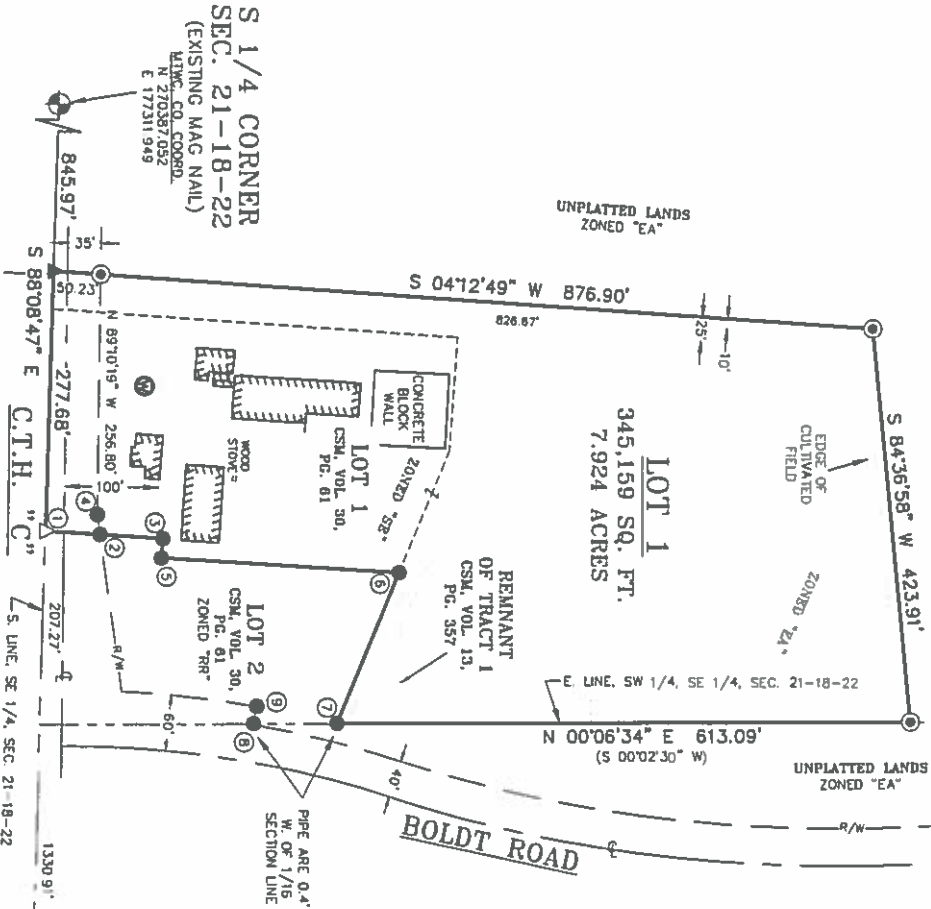 S 1/4 CORNER
SEC. 21-18-22
(EXISTING MAG NAIL)
MTWC. CO. COORD.
N 270387.052
E 177311.949
845.97'
35'
50.23'
S 88°08'47" E
277.68'
C.T.H. "C"
N 89°10'19" W 256.80'
100'
UNPLATTED LANDS
ZONED "EA"
S 04°12'49" W 876.90'
826.67'
25'
10'
S 84°36'58" W 423.91'
EDGE OF
CULTIVATED
FIELD
LOT 1
345,159 SQ. FT.
7.924 ACRES
ZONED "EA"
CONCRETE
BLOCK
WALL
LOT 1
CSM, VOL 30,
PG. 61
ZONED "SE"
WOOD
STOVE
W
REMNANT
OF TRACT 1
CSM, VOL 13,
PG. 357
LOT 2
CSM, VOL 30,
PG. 61
ZONED "RR"
E. LINE, SW 1/4, SE 1/4, SEC. 21-18-22
N 00°06'34" E 613.09'
(S 00°02'30" W)
UNPLATTED LANDS
ZONED "EA"
R/W
R/W
60'
40'
BOLDT ROAD
PIPE ARE 0.4'
W. OF 1/16
SECTION LINE
207.27'
S. LINE, SE 1/4, SEC. 21-18-22
1330.91'
1
2
3
4
5
6
7
8
9